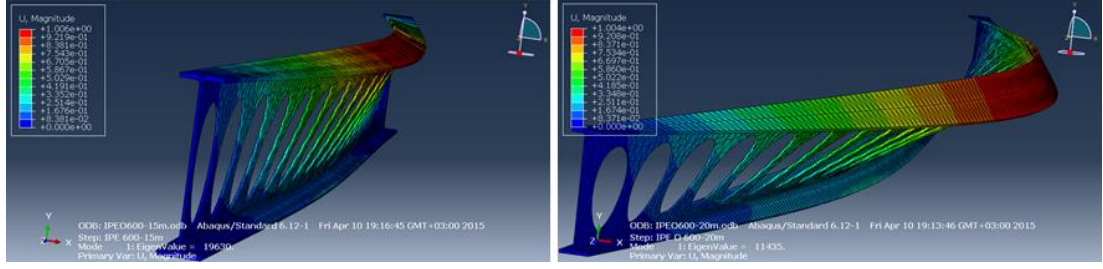 U, Magnitude
+1.006e+00
+9.219e-01
+8.381e-01
+7.543e-01
+6.705e-01
+5.867e-01
+5.029e-01
+4.191e-01
+3.352e-01
+2.514e-01
+1.676e-01
+8.381e-02
+0.000e+00
Y
X
Y
Z X
ODB: IPEO600-15m.odb Abaqus/Standard 6.12-1 Fri Apr 10 19:16:45 GMT+03:00 2015
Step: IPE 600-15m
Mode 1: EigenValue = 19630.
Primary Var: U, Magnitude
U, Magnitude
+1.004e+00
+9.208e-01
+8.371e-01
+7.534e-01
+6.697e-01
+5.860e-01
+5.022e-01
+4.185e-01
+3.348e-01
+2.511e-01
+1.674e-01
+8.371e-02
+0.000e+00
Y
X
Y
Z X
ODB: IPEO600-20m.odb Abaqus/Standard 6.12-1 Fri Apr 10 19:13:46 GMT+03:00 2015
Step: IPE O 600-20m
Mode 1: EigenValue = 11435.
Primary Var: U, Magnitude